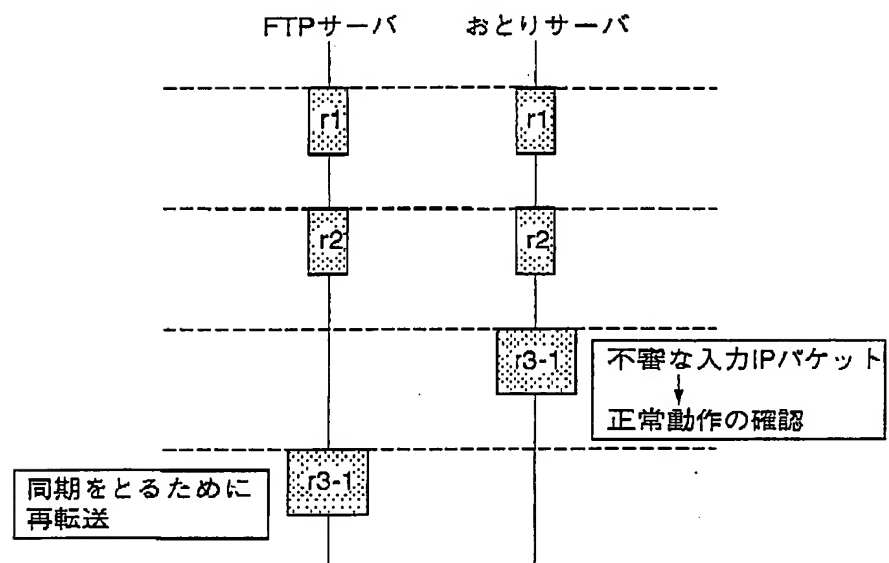 FTPサーバ おとりサーバ
r1 r1
r2 r2
r3-1
不審な入力IPパケット
正常動作の確認
r3-1
同期をとるために
再転送